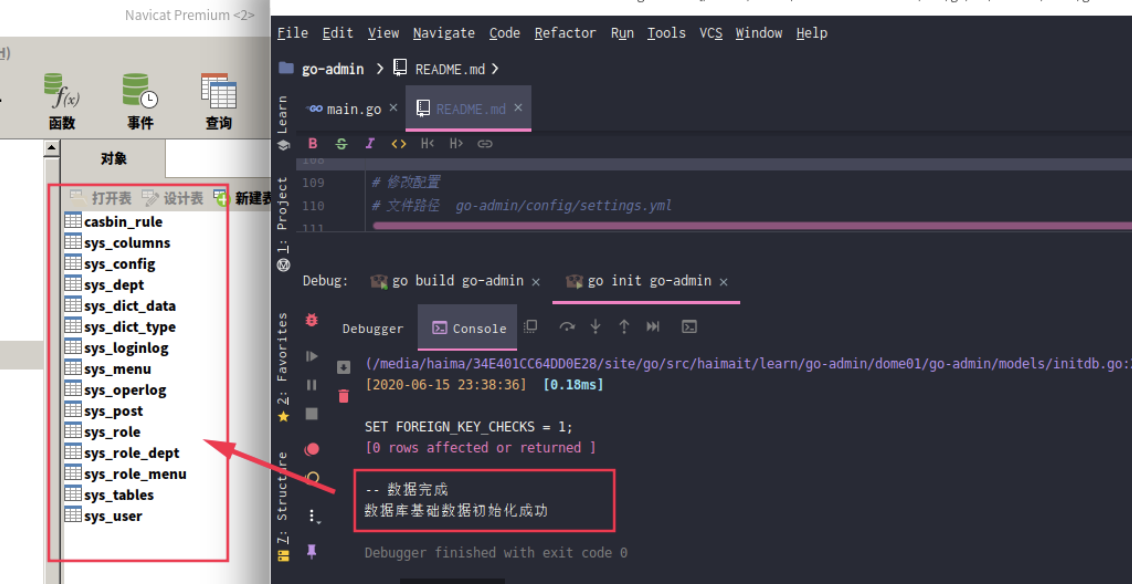 Navicat Premium <2>
H)
函数
事件
查询
对象
打开表 设计表 新建表
casbin_rule
sys_columns
sys_config
sys_dept
sys_dict_data
sys_dict_type
sys_loginlog
sys_menu
sys_operlog
sys_post
sys_role
sys_role_dept
sys_role_menu
sys_tables
sys_user
File Edit View Navigate Code Refactor Run Tools VCS Window Help
go-admin README.md
main.go × README.md ×
Learn
1: Project
2: Favorites
7: Structure
B S I <> H< H>
108
109 # 修改配置
110 # 文件路径 go-admin/config/settings.yml
111
Debug: go build go-admin × go init go-admin ×
Debugger Console
(/media/haima/34E401CC64DD0E28/site/go/src/haimait/learn/go-admin/dome01/go-admin/models/initdb.go:
[2020-06-15 23:38:36] [0.18ms]
SET FOREIGN_KEY_CHECKS = 1;
[0 rows affected or returned ]
-- 数据完成
数据库基础数据初始化成功
Debugger finished with exit code 0